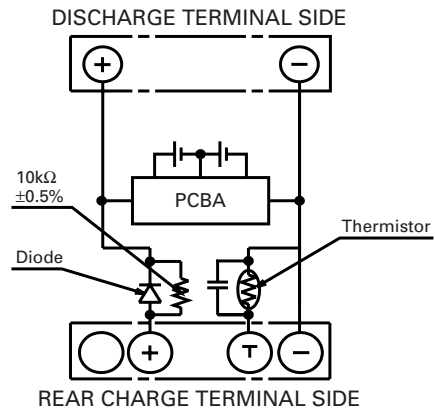 DISCHARGE TERMINAL SIDE
+ −
10kΩ
±0.5%
PCBA
Thermistor
Diode
+ T −
REAR CHARGE TERMINAL SIDE